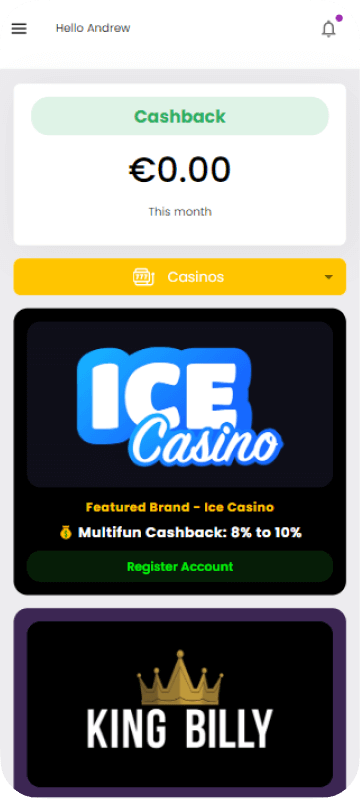 Hello Andrew
Cashback
€0.00
This month
777 Casinos
ICE
Casino
Featured Brand - Ice Casino
Multifun Cashback: 8% to 10%
Register Account
KING BILLY